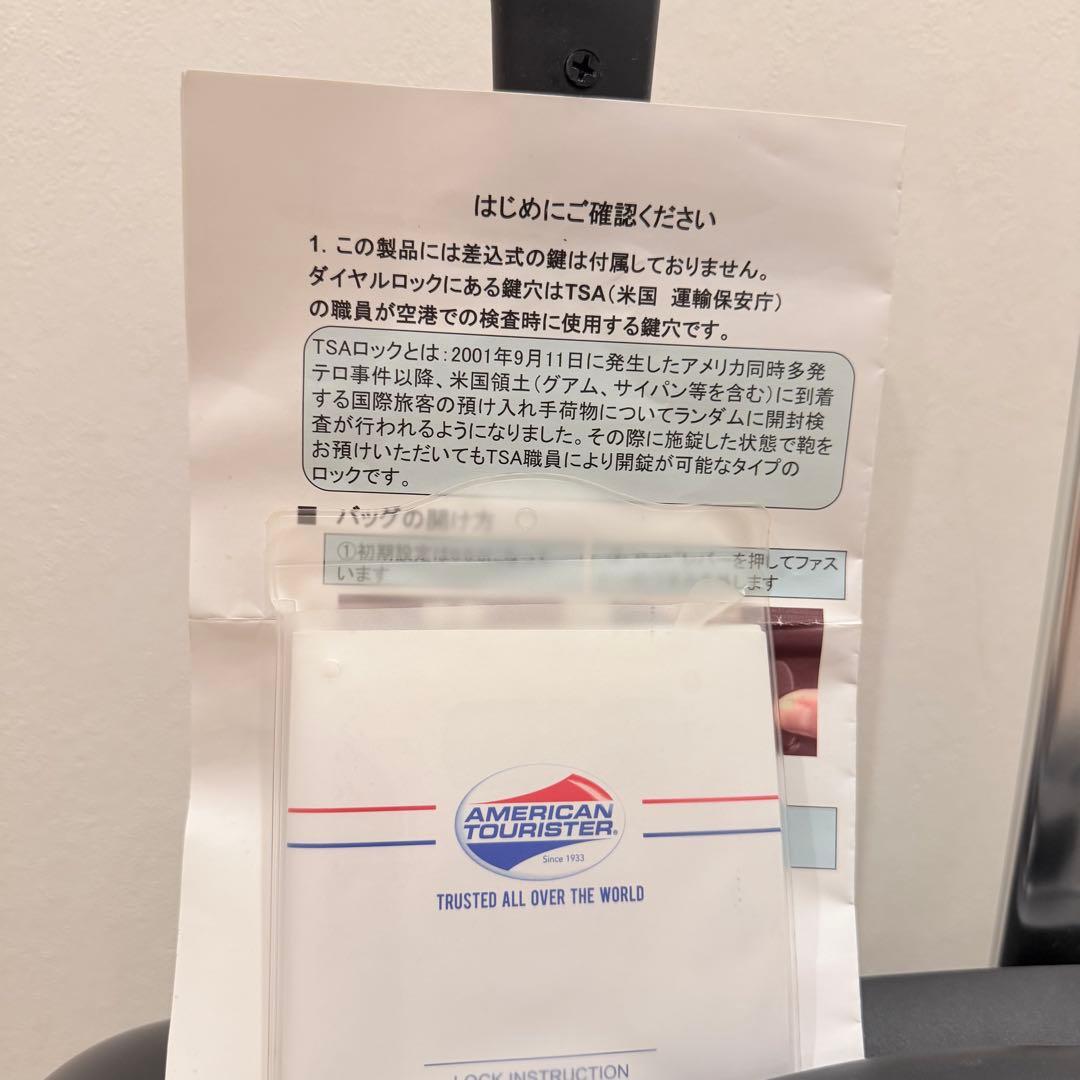 はじめにご確認ください
1. この製品には差込式の鍵は付属しておりません。
ダイヤルロックにある鍵穴はTSA(米国 運輸保安庁)
の職員が空港での検査時に使用する鍵穴です。
TSAロックとは:2001年9月11日に発生したアメリカ同時多発
テロ事件以降、米国領土(グアム、サイパン等を含む)に到着
する国際旅客の預け入れ手荷物についてランダムに開封検
査が行われるようになりました。その際に施錠した状態で鞄を
お預けいただいてもTSA職員により開錠が可能なタイプの
ロックです。
■ バッグの開け方
①初期設定は
います
を押してファス
します
AMERICAN
TOURISTER®
Since 1933
TRUSTED ALL OVER THE WORLD
LOCK INSTRUCTION